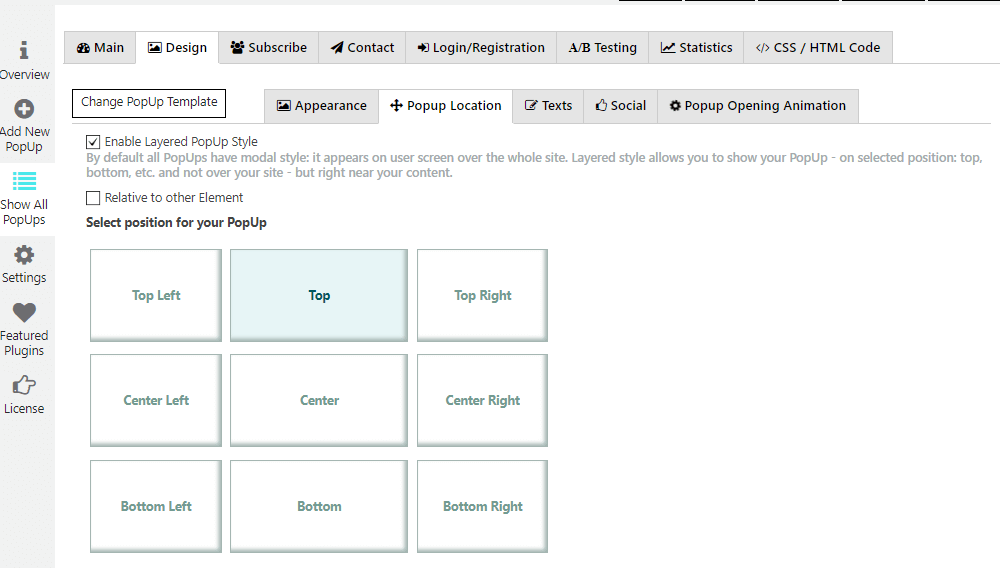 Overview
Add New
PopUp
Show All
PopUps
Settings
Featured
Plugins
License
Main
Design
Subscribe
Contact
Login/Registration
A/B Testing
Statistics
</> CSS / HTML Code
Change PopUp Template
Appearance
Popup Location
Texts
Social
Popup Opening Animation
Enable Layered PopUp Style
By default all PopUps have modal style: it appears on user screen over the whole site. Layered style allows you to show your PopUp - on selected position: top,
bottom, etc. and not over your site - but right near your content.
Relative to other Element
Select position for your PopUp
Top Left
Top
Top Right
Center Left
Center
Center Right
Bottom Left
Bottom
Bottom Right